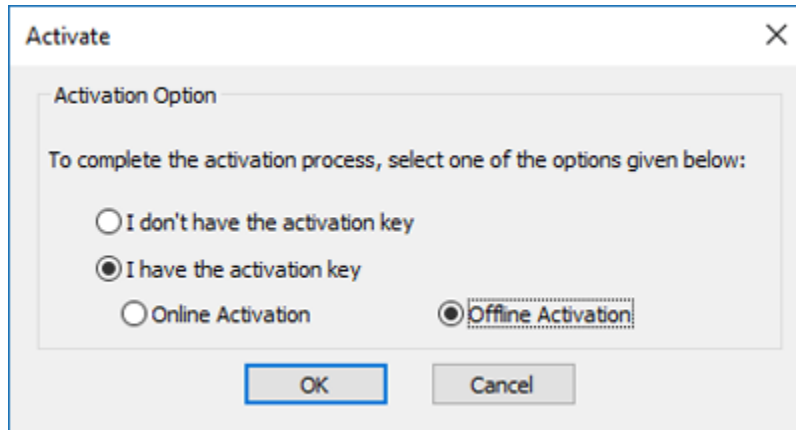 Activate
Activation Option
To complete the activation process, select one of the options given below:
I don't have the activation key
I have the activation key
Online Activation Offline Activation
OK Cancel